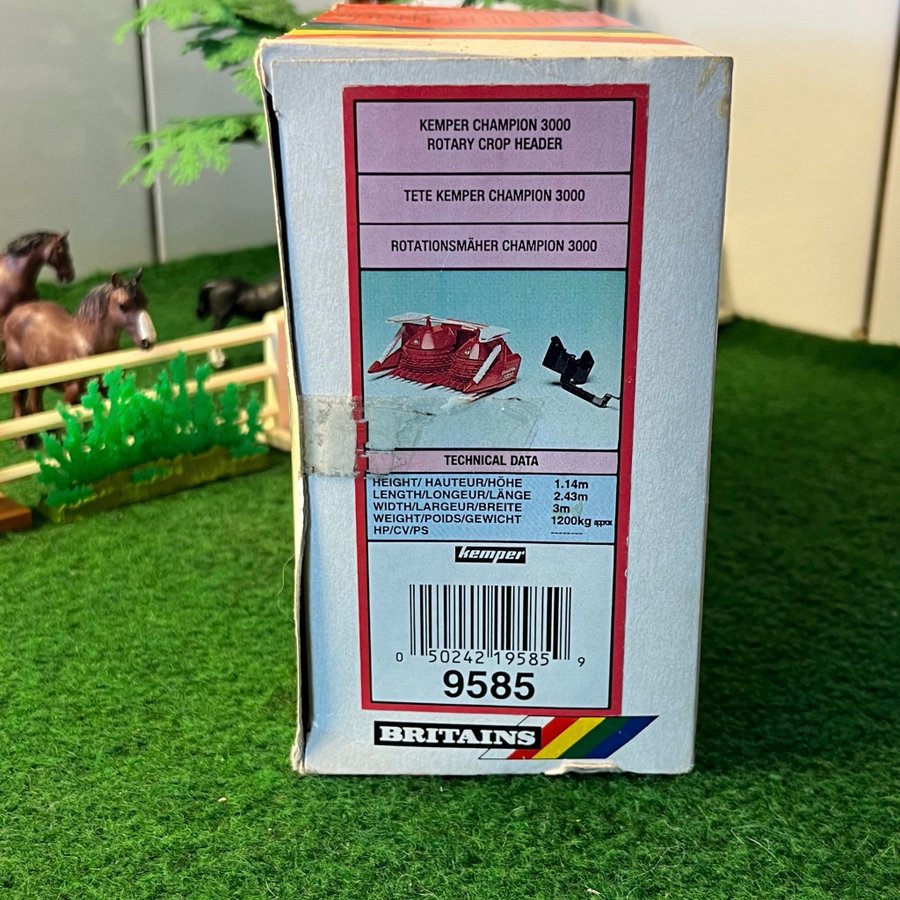 KEMPER CHAMPION 3000
ROTARY CROP HEADER
TETE KEMPER CHAMPION 3000
ROTATIONSMÄHER CHAMPION 3000
TECHNICAL DATA
HEIGHT/ HAUTEUR/HÖHE 1.14m
LENGTH/LONGEUR/LÄNGE 2.43m
WIDTH/LARGEUR/BREITE 3m
WEIGHT/POIDS/GEWICHT 1200kg approx
HP/CV/PS --------
kemper
0 50242 19585 9
9585
BRITAINS